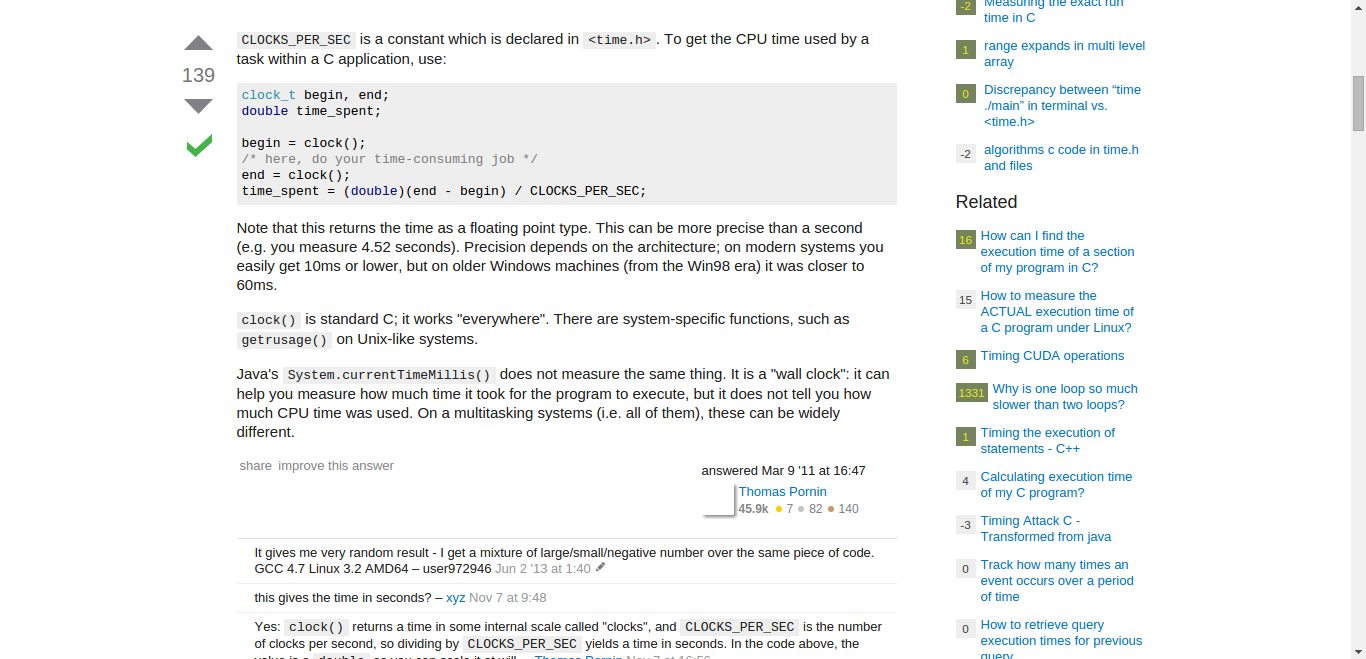 139
CLOCKS_PER_SEC is a constant which is declared in <time.h>. To get the CPU time used by a
task within a C application, use:
clock_t begin, end;
double time_spent;
begin = clock();
/* here, do your time-consuming job */
end = clock();
time_spent = (double)(end - begin) / CLOCKS_PER_SEC;
Note that this returns the time as a floating point type. This can be more precise than a second
(e.g. you measure 4.52 seconds). Precision depends on the architecture; on modern systems you
easily get 10ms or lower, but on older Windows machines (from the Win98 era) it was closer to
60ms.
clock() is standard C; it works "everywhere". There are system-specific functions, such as
getrusage() on Unix-like systems.
Java's System.currentTimeMillis() does not measure the same thing. It is a "wall clock": it can
help you measure how much time it took for the program to execute, but it does not tell you how
much CPU time was used. On a multitasking systems (i.e. all of them), these can be widely
different.
share improve this answer
answered Mar 9 '11 at 16:47
Thomas Pornin
45.9k 7 82 140
It gives me very random result - I get a mixture of large/small/negative number over the same piece of code.
GCC 4.7 Linux 3.2 AMD64 – user972946 Jun 2 '13 at 1:40
this gives the time in seconds? – xyz Nov 7 at 9:48
Yes: clock() returns a time in some internal scale called "clocks", and CLOCKS_PER_SEC is the number
of clocks per second, so dividing by CLOCKS_PER_SEC yields a time in seconds. In the code above, the
value is a double so you can scale it at will. – Thomas Pornin Nov 7 at 16:56
-2 Measuring the exact run
time in C
1 range expands in multi level
array
0 Discrepancy between “time
./main” in terminal vs.
<time.h>
-2 algorithms c code in time.h
and files
Related
16 How can I find the
execution time of a section
of my program in C?
15 How to measure the
ACTUAL execution time of
a C program under Linux?
6 Timing CUDA operations
1331 Why is one loop so much
slower than two loops?
1 Timing the execution of
statements - C++
4 Calculating execution time
of my C program?
-3 Timing Attack C -
Transformed from java
0 Track how many times an
event occurs over a period
of time
0 How to retrieve query
execution times for previous
query